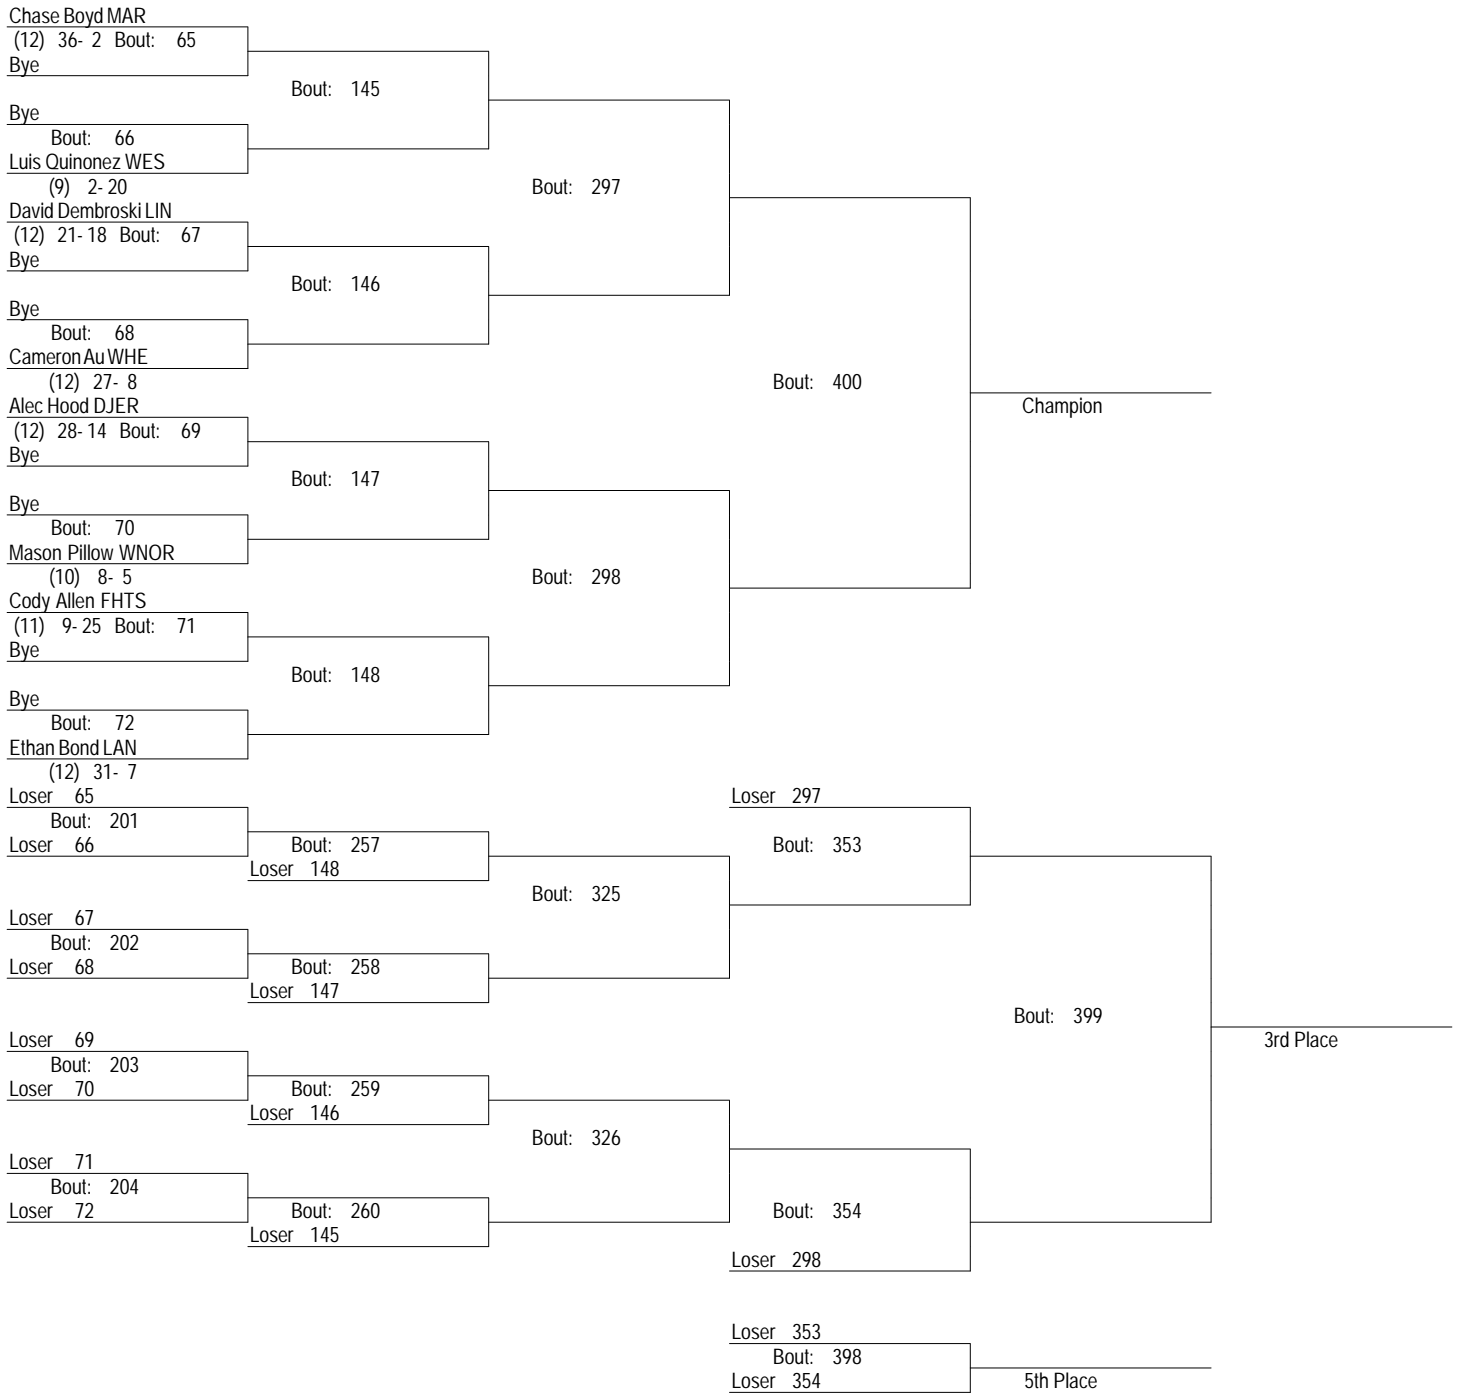 Chase Boyd MAR
(12) 36- 2 Bout: 65
Bye
Bout: 145
Bye
Bout: 66
Luis Quinonez WES
(9) 2- 20
Bout: 297
David Dembroski LIN
(12) 21- 18 Bout: 67
Bye
Bout: 146
Bye
Bout: 68
Cameron Au WHE
(12) 27- 8
Bout: 400
Champion
Alec Hood DJER
(12) 28- 14 Bout: 69
Bye
Bout: 147
Bye
Bout: 70
Mason Pillow WNOR
(10) 8- 5
Bout: 298
Cody Allen FHTS
(11) 9- 25 Bout: 71
Bye
Bout: 148
Bye
Bout: 72
Ethan Bond LAN
(12) 31- 7
Loser 65
Loser 297
Bout: 201
Loser 66
Bout: 257
Bout: 353
Loser 148
Bout: 325
Loser 67
Bout: 202
Loser 68
Bout: 258
Loser 147
Bout: 399
Loser 69
3rd Place
Bout: 203
Loser 70
Bout: 259
Loser 146
Bout: 326
Loser 71
Bout: 204
Loser 72
Bout: 260
Bout: 354
Loser 145
Loser 298
Loser 353
Bout: 398
Loser 354
5th Place